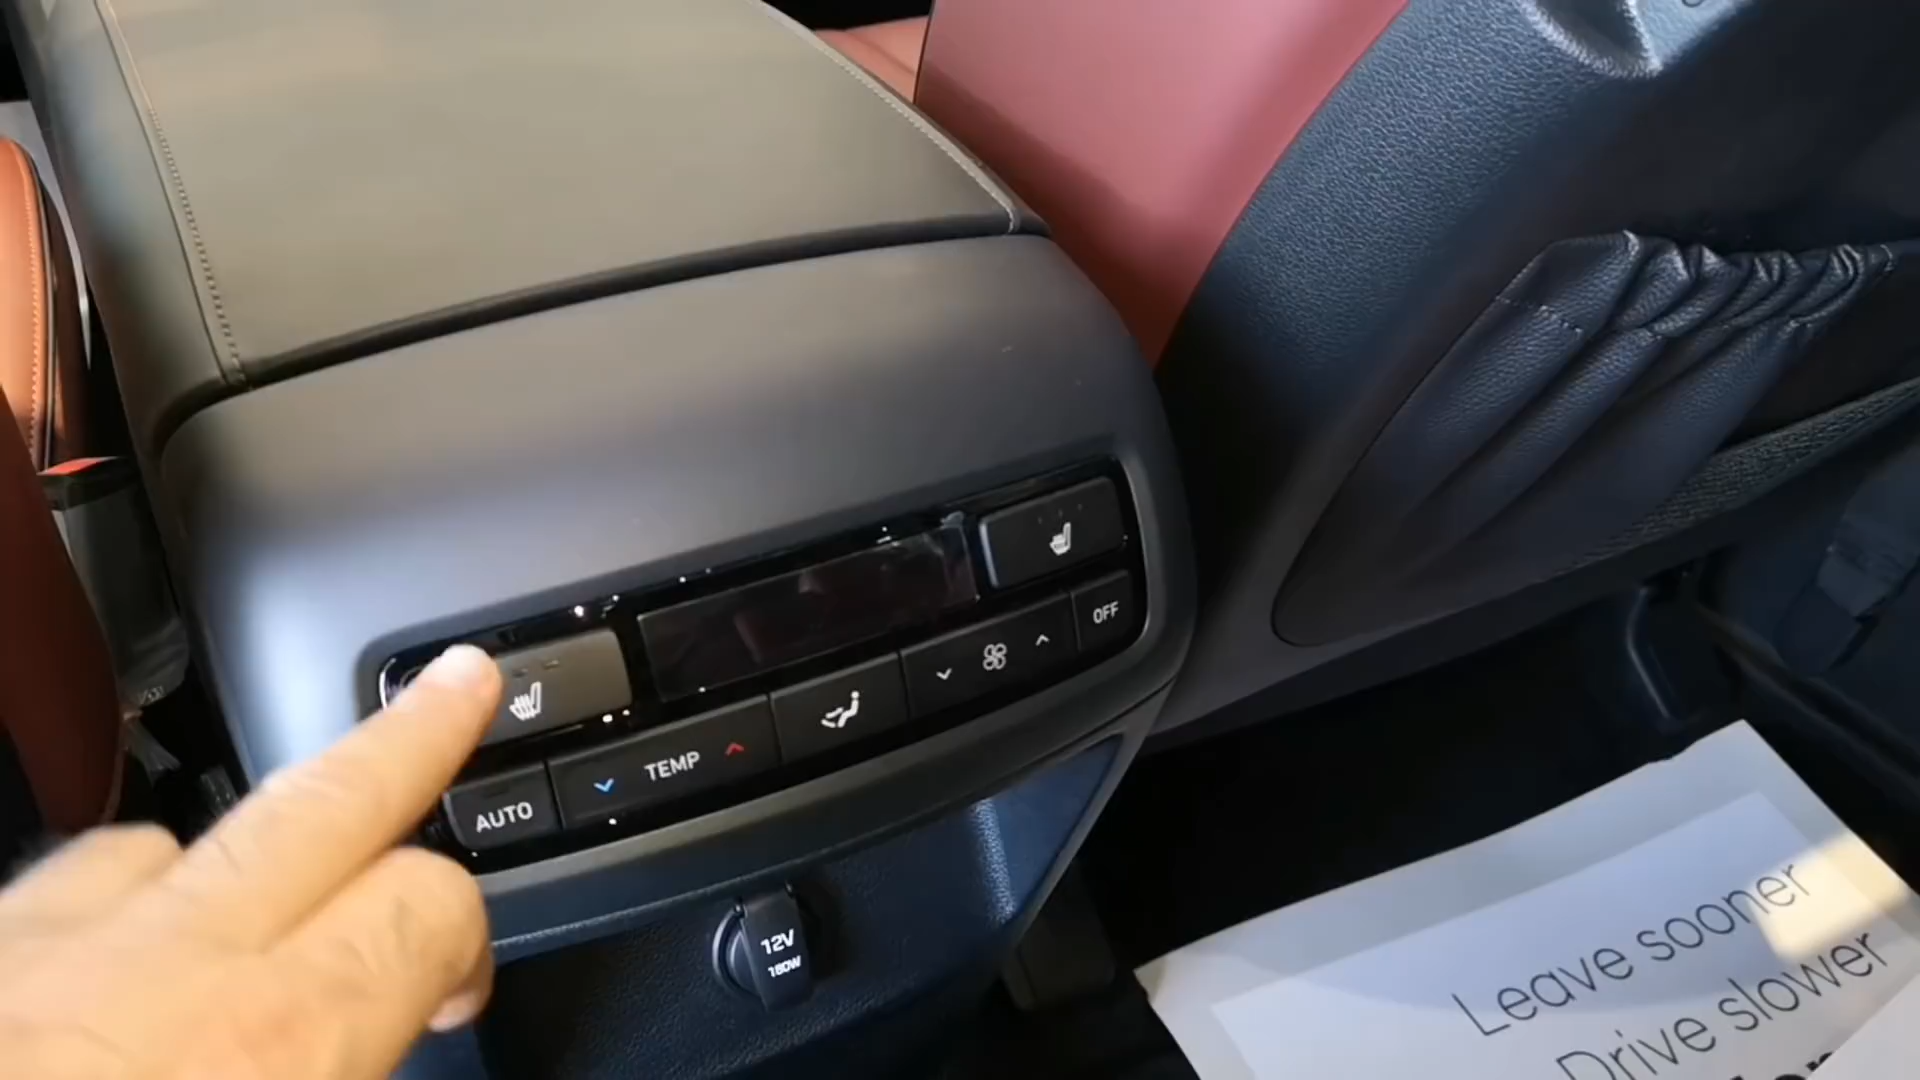 OFF
TEMP
AUTO
12V
180W
Leave sooner
Drive slower